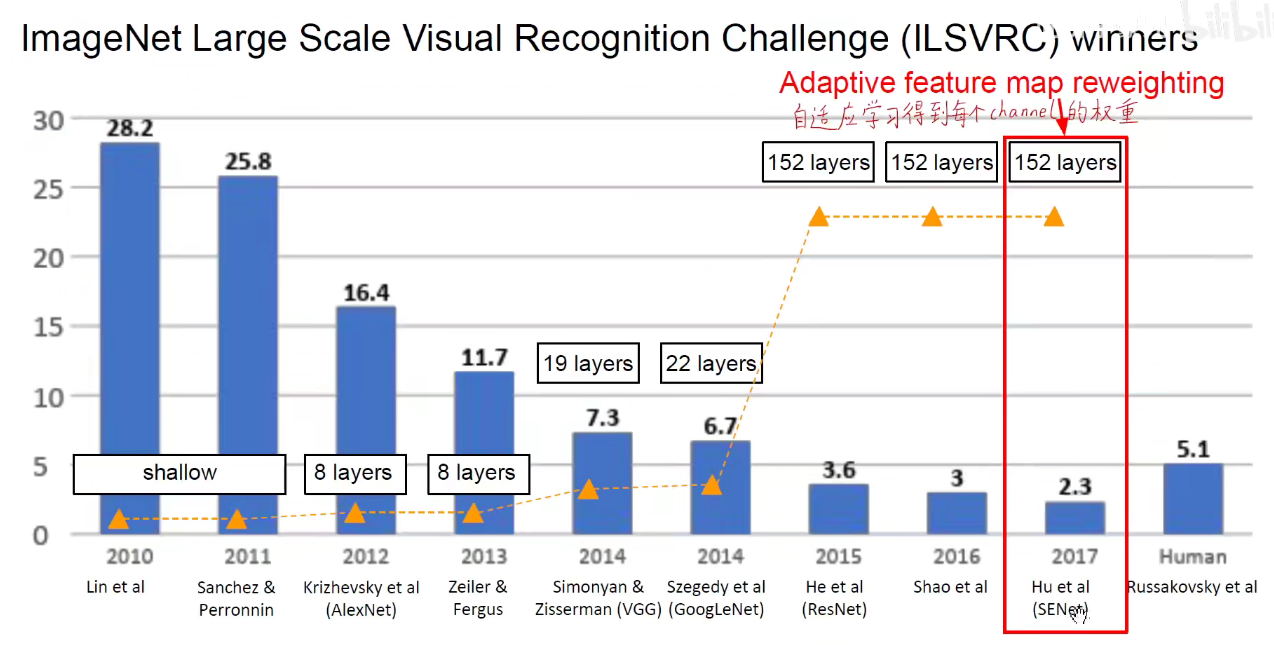 ImageNet Large Scale Visual Recognition Challenge (ILSVRC) winners
bilibili
Adaptive feature map reweighting
自适应学习得到每个channel的权重
152 layers 152 layers 152 layers
30
28.2
25.8
25
20
16.4
15
11.7
19 layers 22 layers
10
7.3
6.7
shallow 8 layers 8 layers
5
3.6
3
2.3
5.1
0
2010 2011 2012 2013 2014 2014 2015 2016 2017 Human
Lin et al Sanchez & Krizhevsky et al Zeiler & Simonyan & Szegedy et al He et al Shao et al Hu et al Russakovsky et al
Perronnin (AlexNet) Fergus Zisserman (VGG) (GoogLeNet) (ResNet) (SENet)